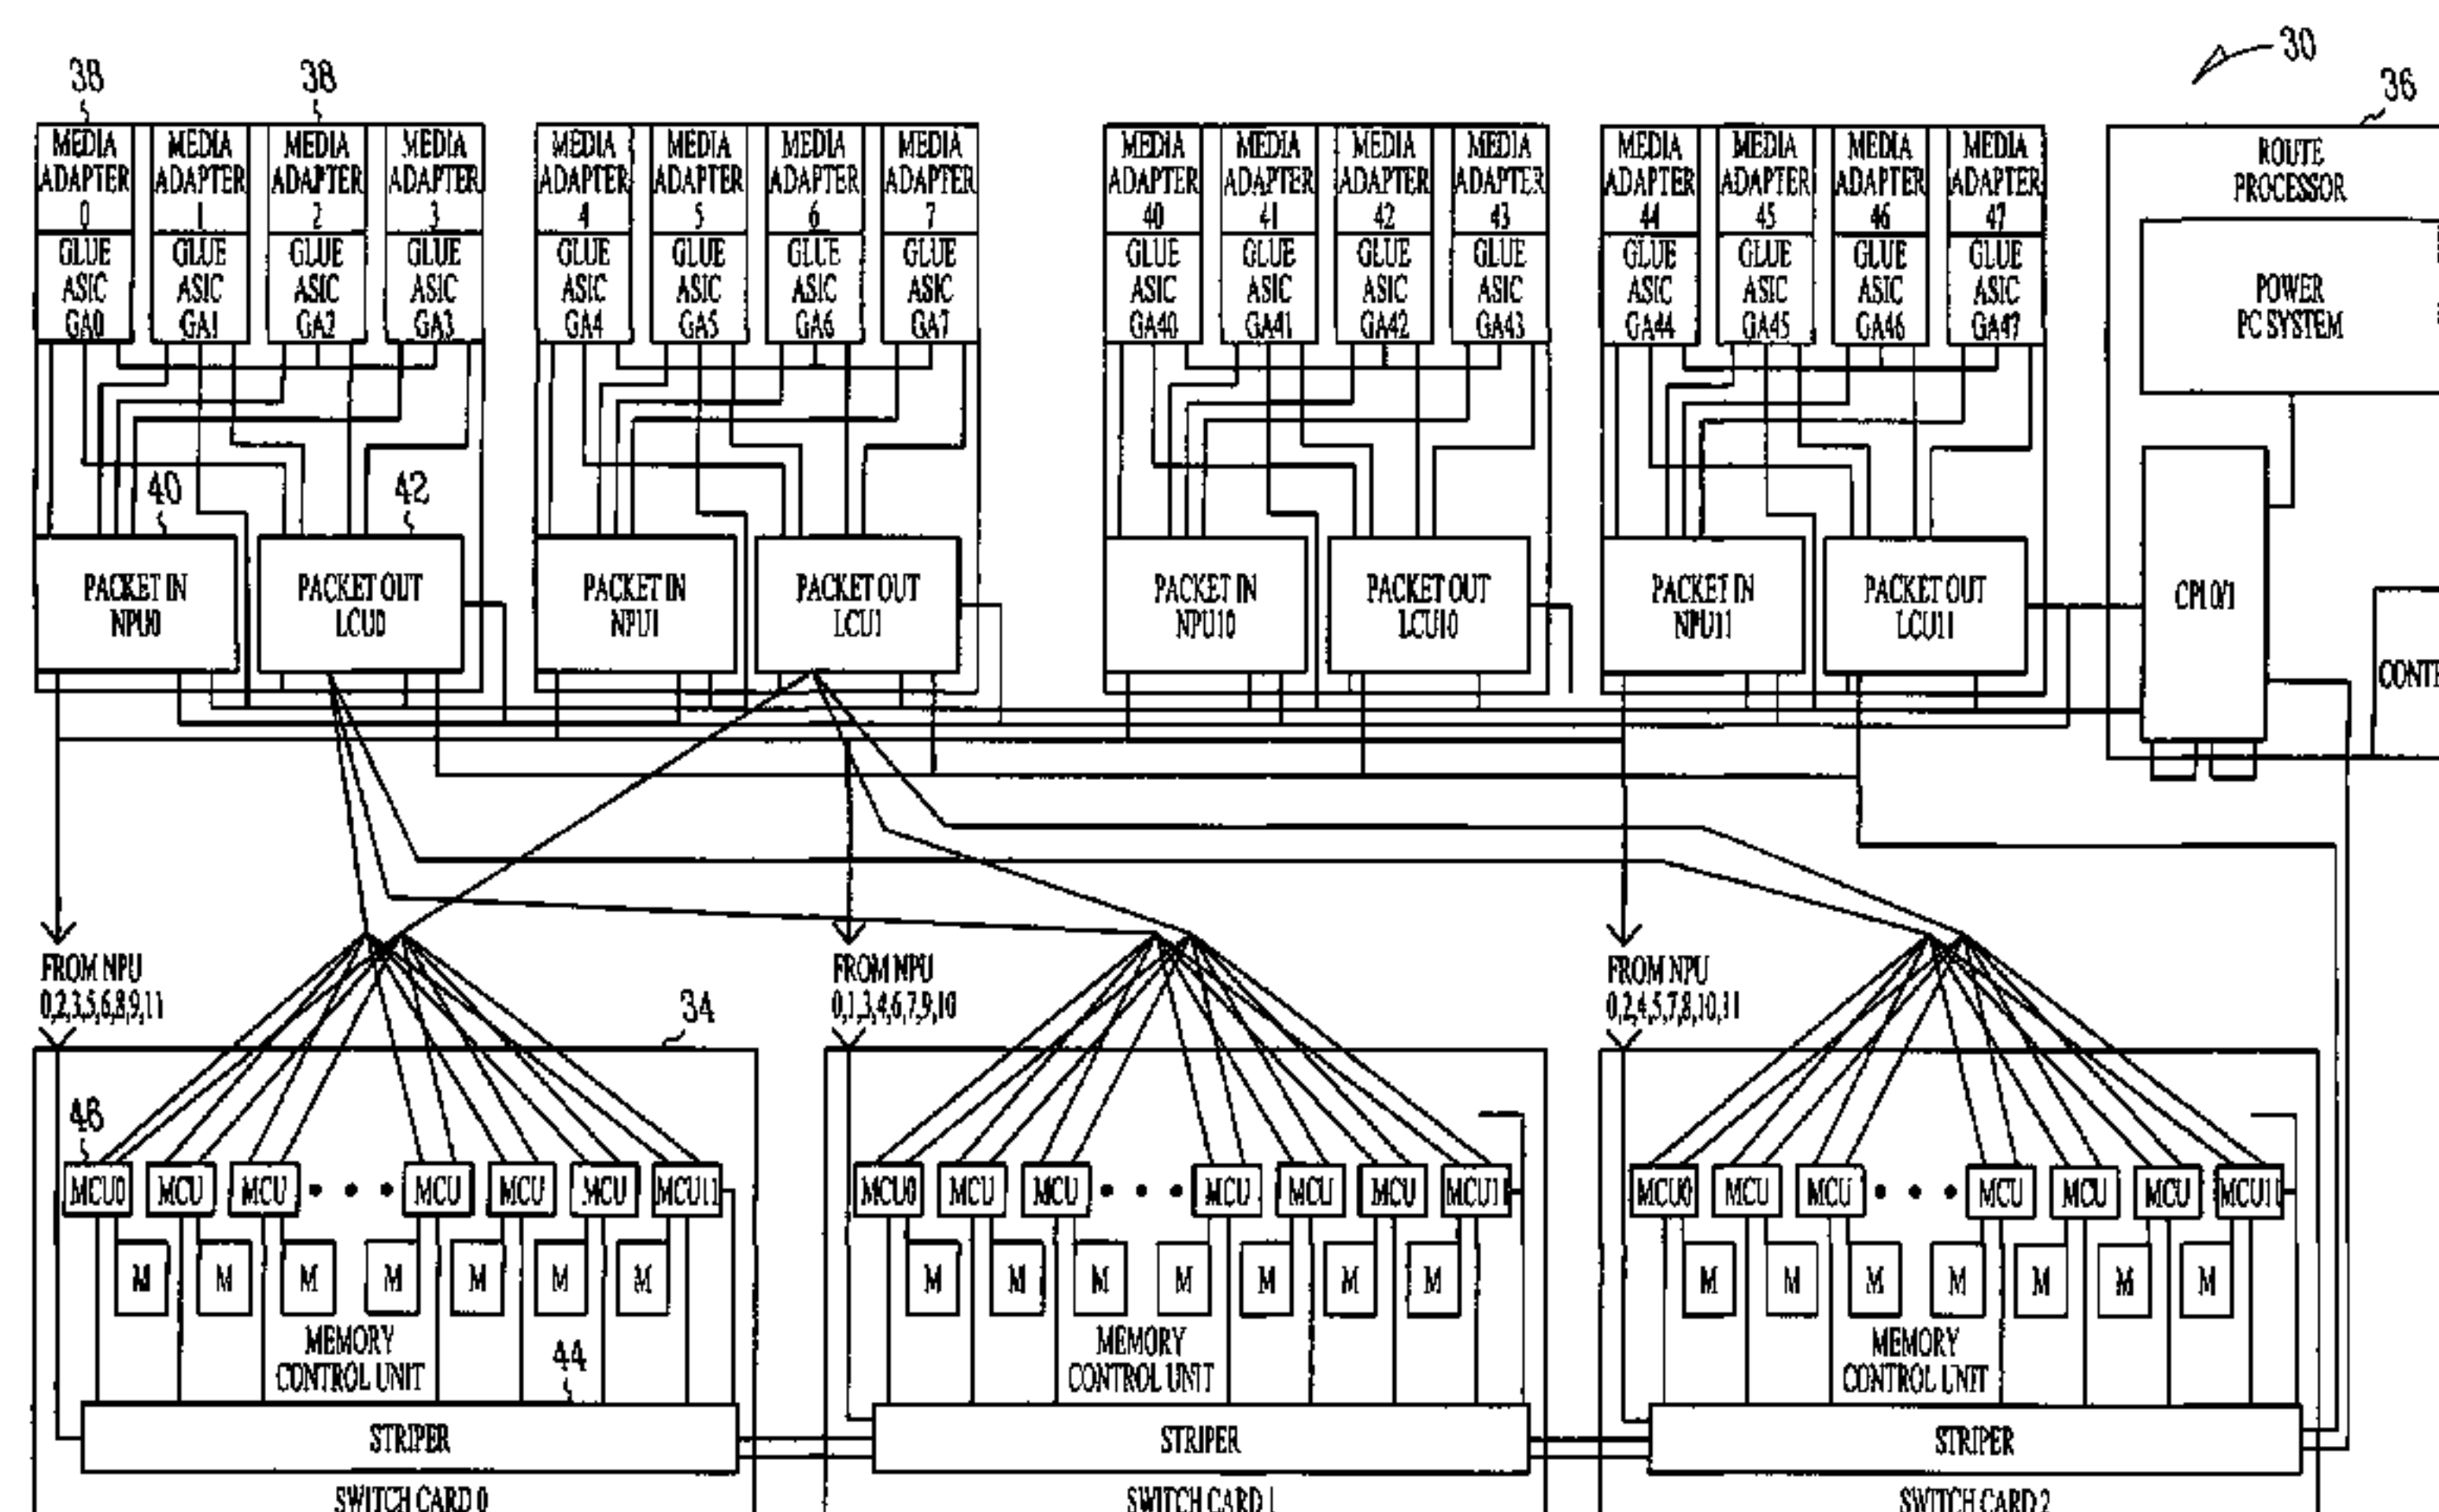 30
38
38
36
MEDIA ADAPTER 0
MEDIA ADAPTER 1
MEDIA ADAPTER 2
MEDIA ADAPTER 3
MEDIA ADAPTER 4
MEDIA ADAPTER 5
MEDIA ADAPTER 6
MEDIA ADAPTER 7
MEDIA ADAPTER 40
MEDIA ADAPTER 41
MEDIA ADAPTER 42
MEDIA ADAPTER 43
MEDIA ADAPTER 44
MEDIA ADAPTER 45
MEDIA ADAPTER 46
MEDIA ADAPTER 47
ROUTE
PROCESSOR
GLUE ASIC GA0
GLUE ASIC GA1
GLUE ASIC GA2
GLUE ASIC GA3
GLUE ASIC GA4
GLUE ASIC GA5
GLUE ASIC GA6
GLUE ASIC GA7
GLUE ASIC GA40
GLUE ASIC GA41
GLUE ASIC GA42
GLUE ASIC GA43
GLUE ASIC GA44
GLUE ASIC GA45
GLUE ASIC GA46
GLUE ASIC GA47
POWER
PC SYSTEM
40
42
PACKET IN
NPU0
PACKET OUT
LCU0
PACKET IN
NPU1
PACKET OUT
LCU1
PACKET IN
NPU10
PACKET OUT
LCU10
PACKET IN
NPU11
PACKET OUT
LCU11
CPI 0/1
FROM NPU
0,2,3,5,6,8,9,11
FROM NPU
0,1,3,4,6,7,9,10
FROM NPU
0,2,4,5,7,8,10,11
34
46
MCU0 MCU MCU • • • MCU MCU MCU MCU11
MCU0 MCU MCU • • • MCU MCU MCU MCU11
MCU0 MCU MCU • • • MCU MCU MCU MCU11
M M M M M M M
M M M M M M M
M M M M M M M
MEMORY
CONTROL UNIT
MEMORY
CONTROL UNIT
MEMORY
CONTROL UNIT
44
STRIPER
STRIPER
STRIPER
SWITCH CARD 0
SWITCH CARD 1
SWITCH CARD 2